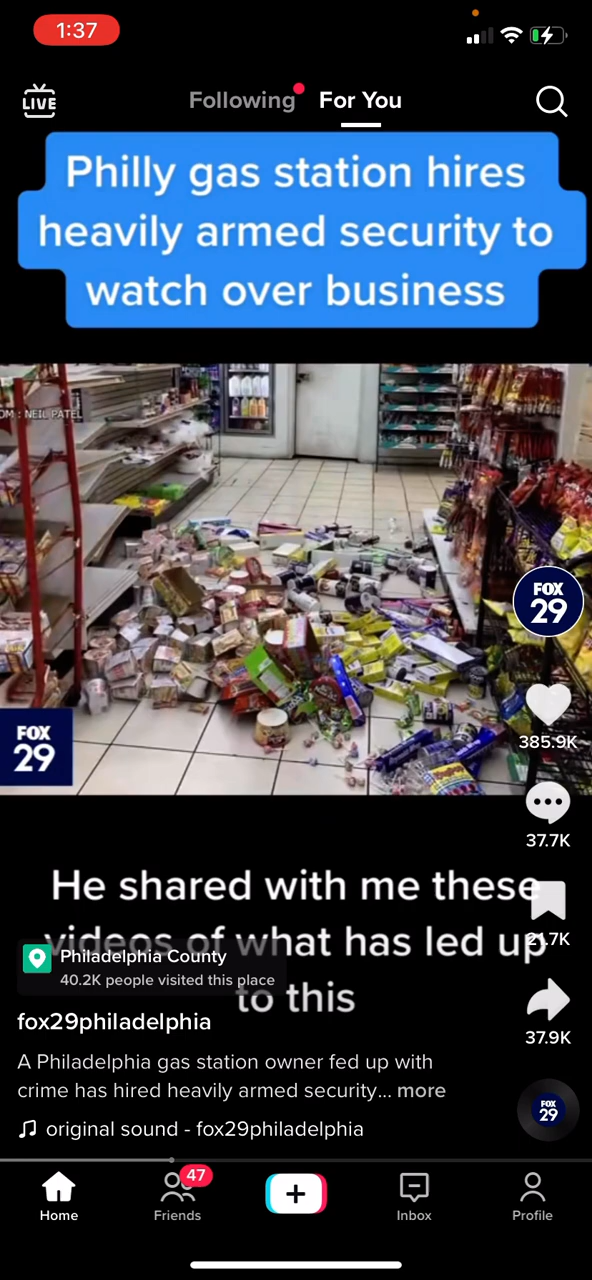 1:37
LIVE
Following
For You
Philly gas station hires
heavily armed security to
watch over business
OM : NEIL PATEL
FOX
29
385.9K
FOX
29
37.7K
He shared with me these
videos of what has led up
21.7K
to this
Philadelphia County
40.2K people visited this place
fox29philadelphia
37.9K
A Philadelphia gas station owner fed up with
crime has hired heavily armed security... more
original sound - fox29philadelphia
FOX
29
47
Home
Friends
Inbox
Profile